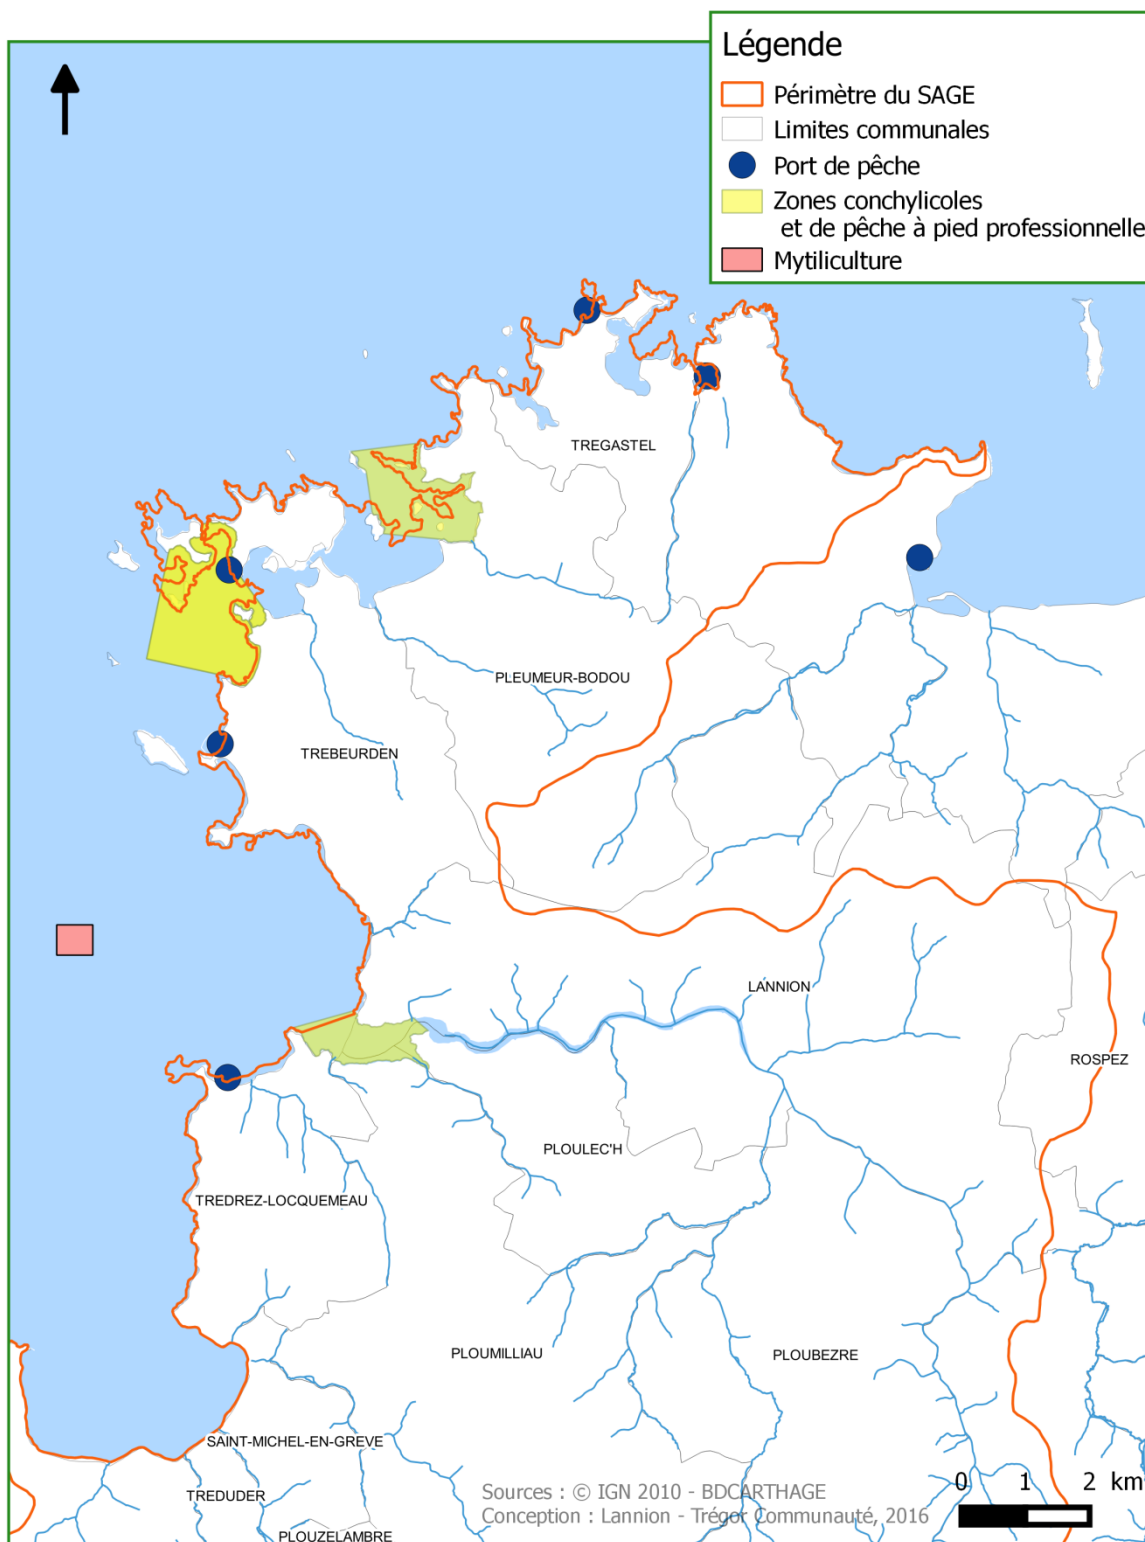 Légende
Périmètre du SAGE
Limites communales
Port de pêche
Zones conchylicoles
et de pêche à pied professionnelle
Mytiliculture
TREGASTEL
PLEUMEUR-BODOU
TREBEURDEN
LANNION
ROSPEZ
PLOULEC'H
TREDREZ-LOCQUEMEAU
PLOUMILLIAU
PLOUBEZRE
SAINT-MICHEL-EN-GREVE
TREDUDER
PLOUZELAMBRE
0 1 2 km
Sources : © IGN 2010 - BDCARTHAGE
Conception : Lannion - Trégor Communauté, 2016